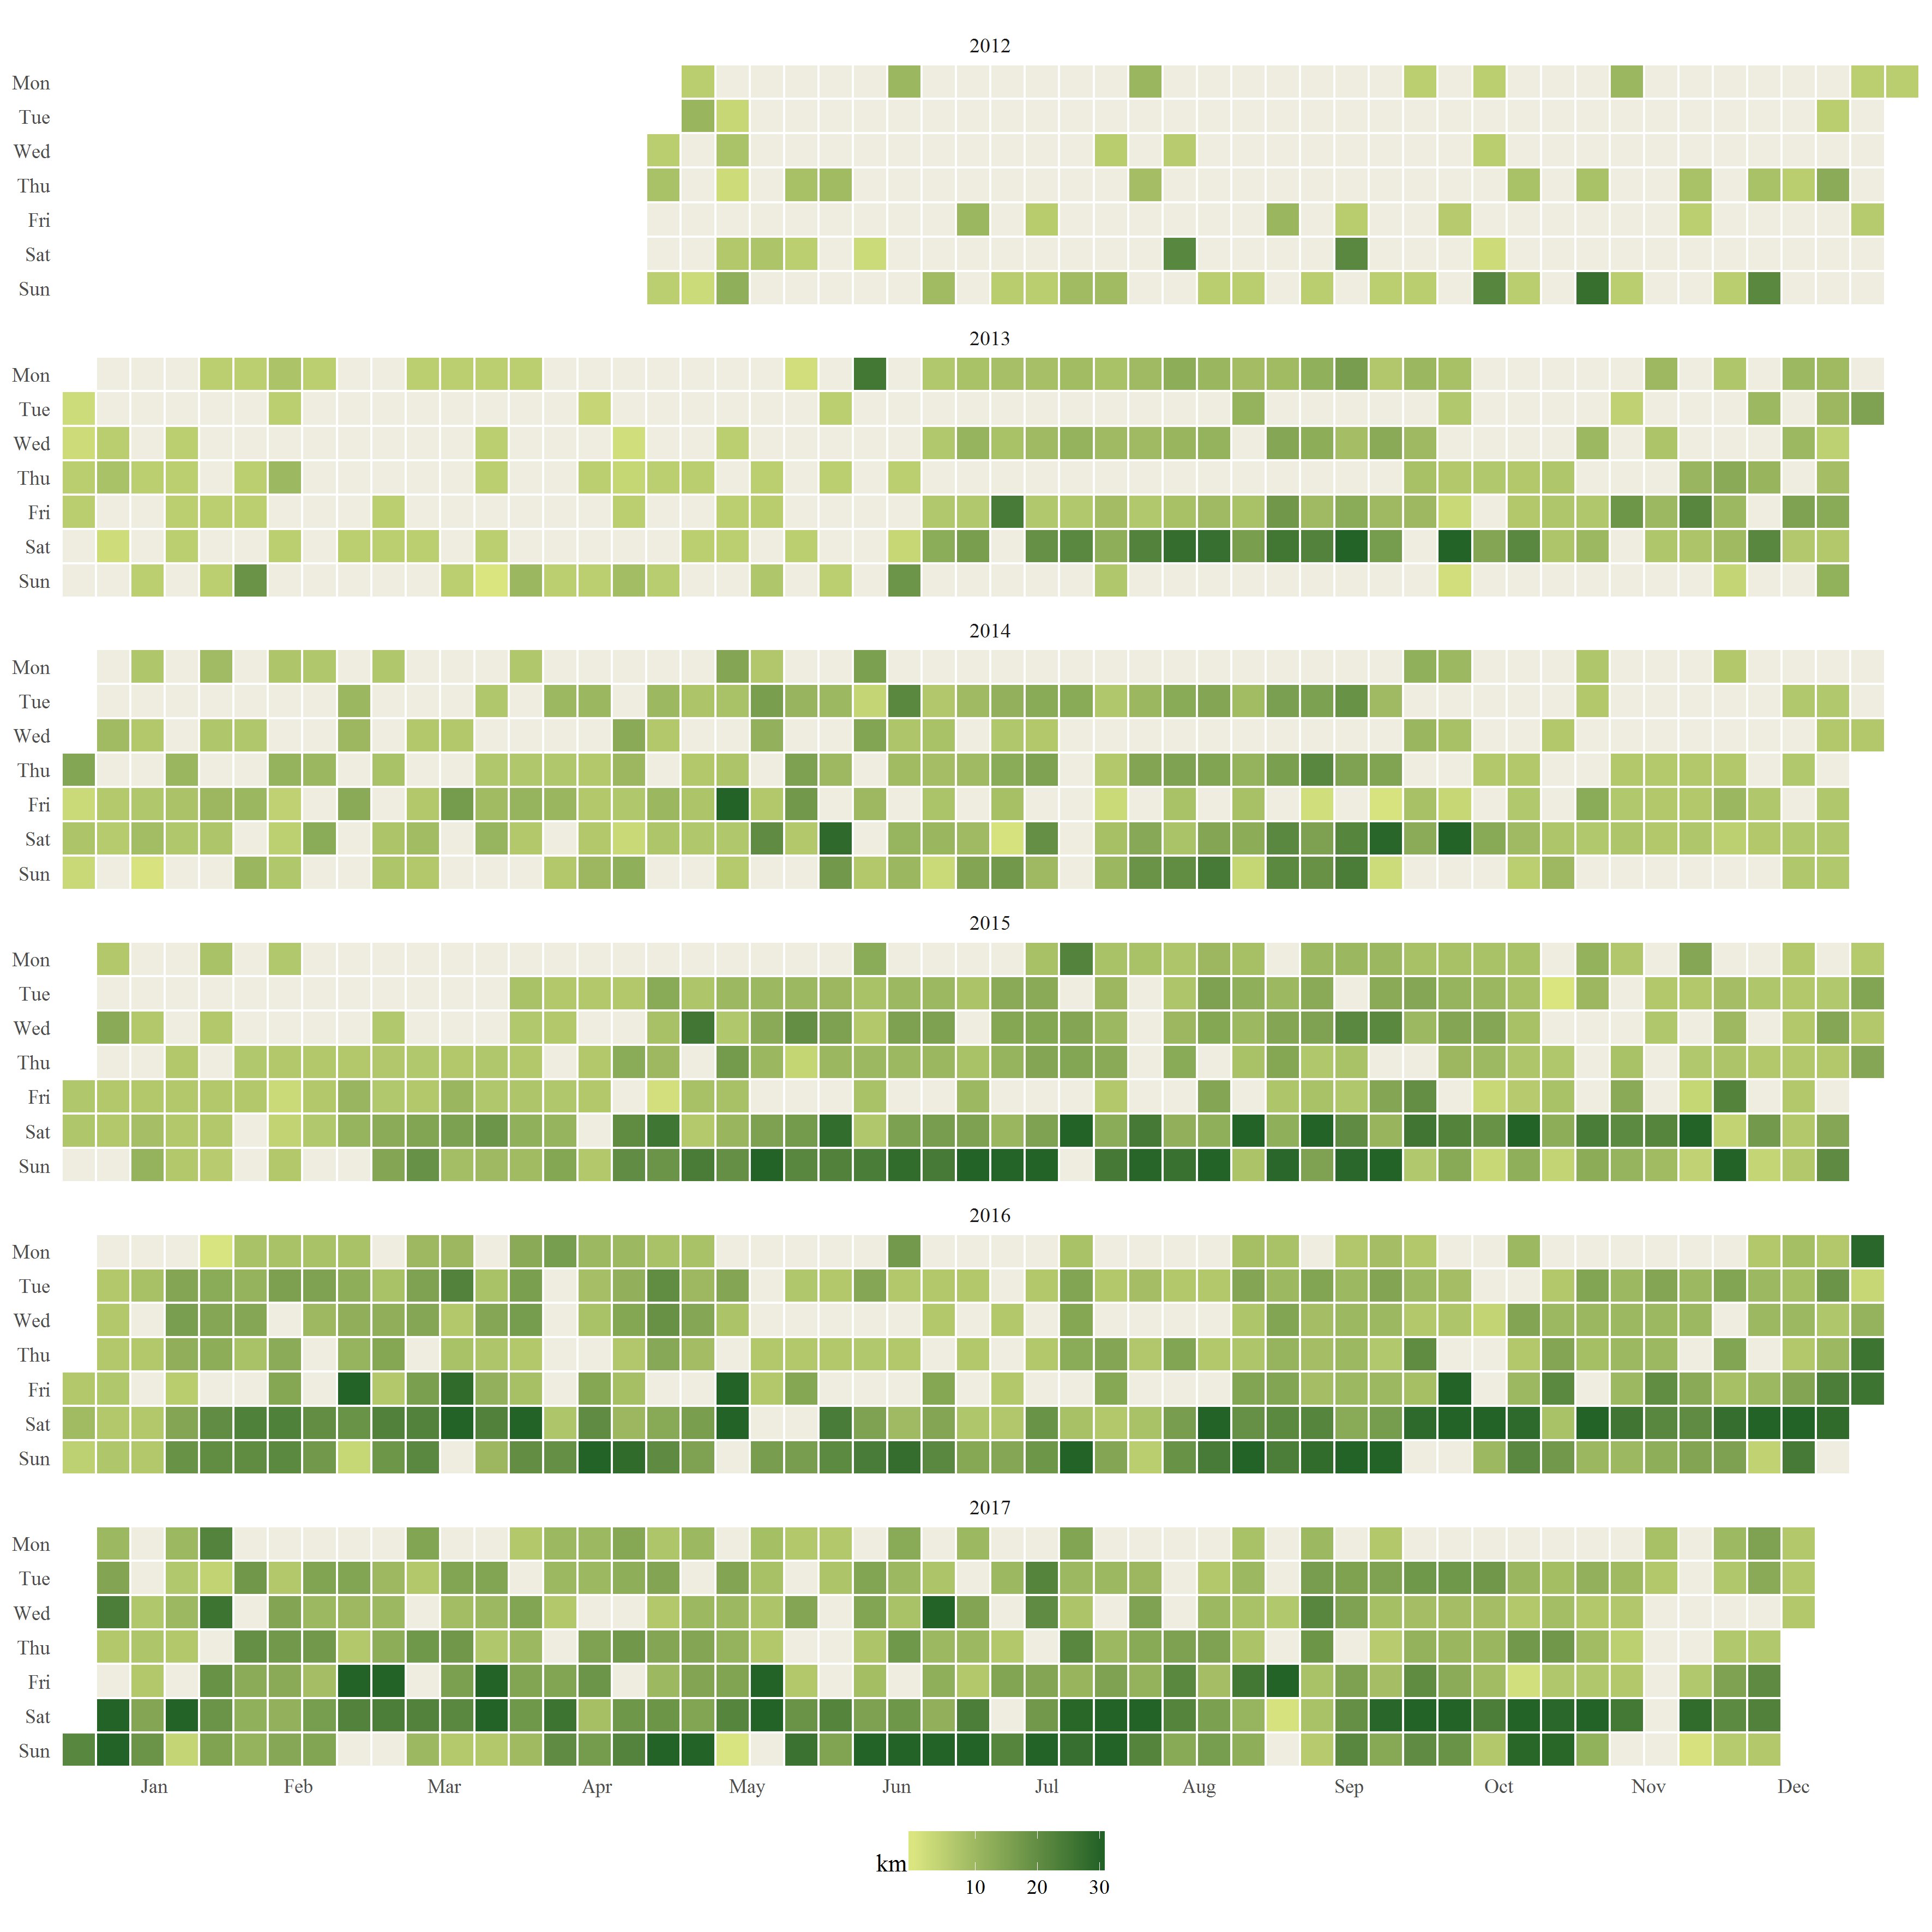 2012
Mon
Tue
Wed
Thu
Fri
Sat
Sun
2013
Mon
Tue
Wed
Thu
Fri
Sat
Sun
2014
Mon
Tue
Wed
Thu
Fri
Sat
Sun
2015
Mon
Tue
Wed
Thu
Fri
Sat
Sun
2016
Mon
Tue
Wed
Thu
Fri
Sat
Sun
2017
Mon
Tue
Wed
Thu
Fri
Sat
Sun
Jan Feb Mar Apr May Jun Jul Aug Sep Oct Nov Dec
km
10 20 30